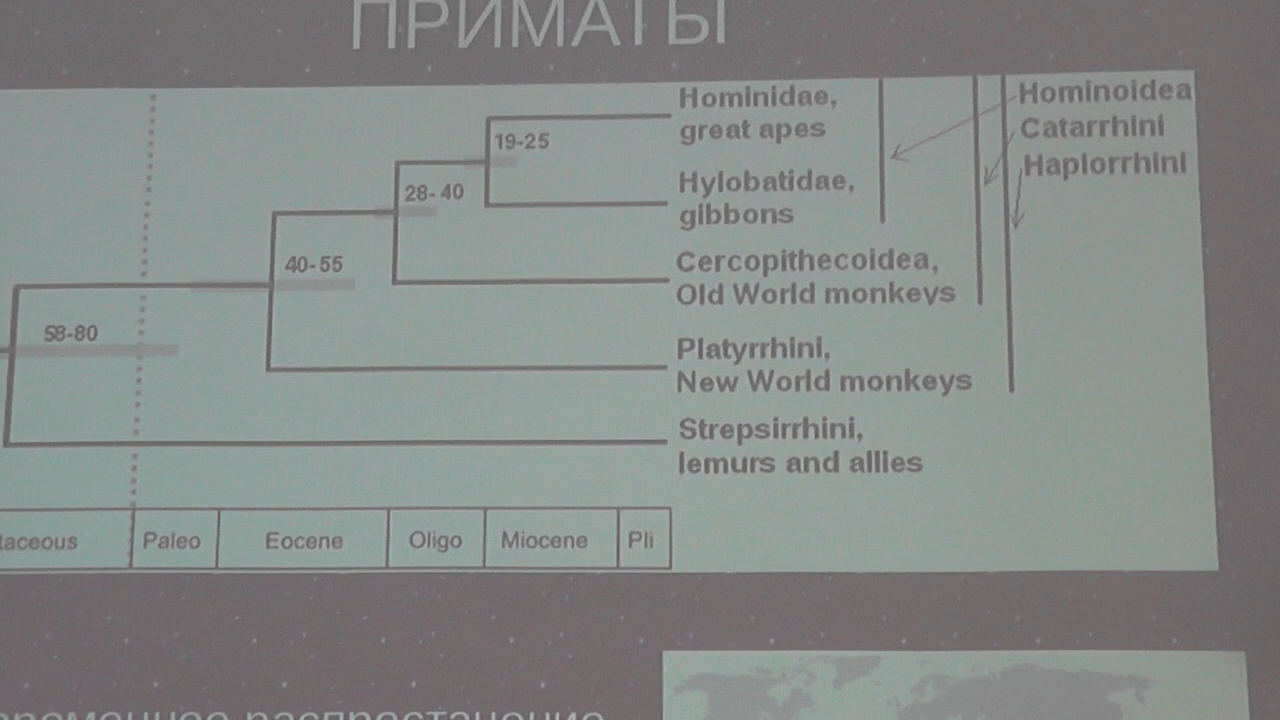 ПРИМАТЫ
Hominidae,
great apes
Hylobatidae,
gibbons
Cercopithecoidea,
Old World monkeys
Platyrrhini,
New World monkeys
Strepsirrhini,
lemurs and allies
Hominoidea
Catarrhini
Haplorrhini
19-25
28-40
40-55
58-80
taceous Paleo Eocene Oligo Miocene Pli